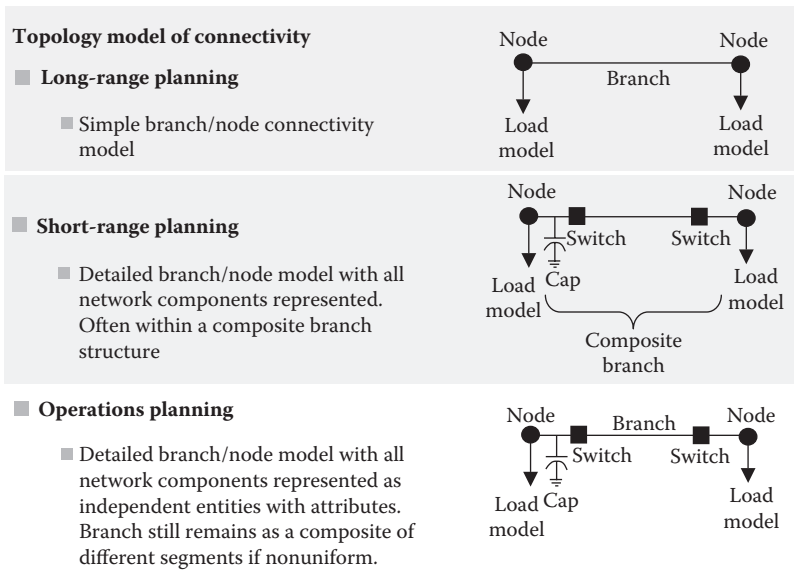 Topology model of connectivity
Long-range planning
Simple branch/node connectivity
model
Node
Node
Branch
Load
model
Load
model
Short-range planning
Detailed branch/node model with all
network components represented.
Often within a composite branch
structure
Node
Node
Switch
Switch
Load
model
Cap
Load
model
Composite
branch
Operations planning
Detailed branch/node model with all
network components represented as
independent entities with attributes.
Branch still remains as a composite of
different segments if nonuniform.
Node
Branch
Node
Switch
Switch
Load
model
Cap
Load
model